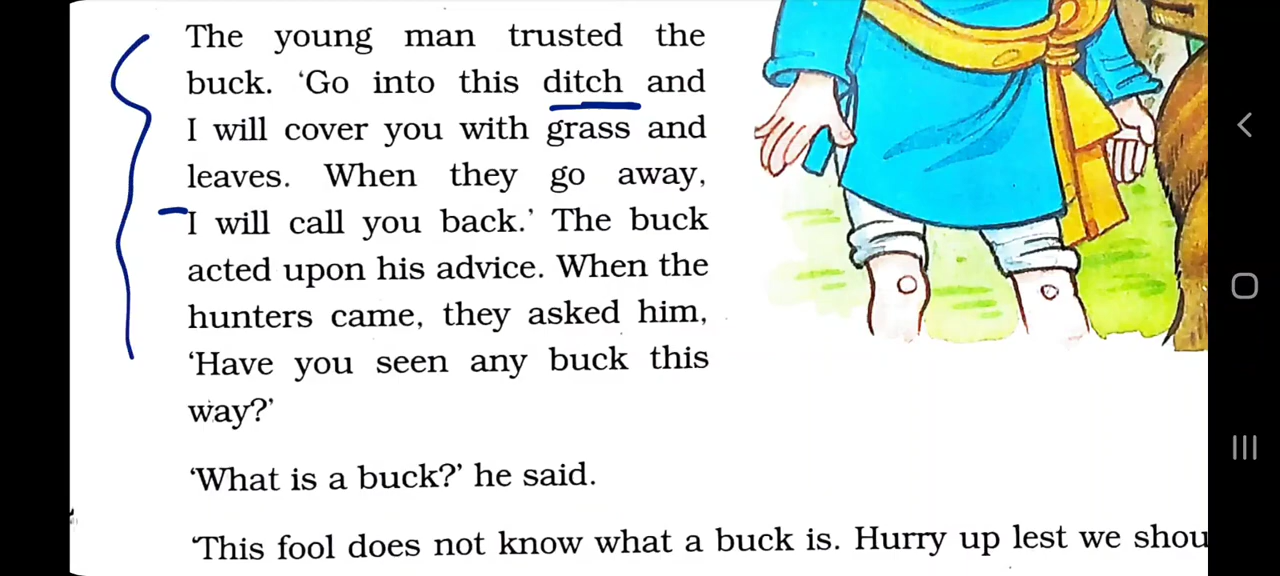 The young man trusted the
buck. ‘Go into this ditch and
I will cover you with grass and
leaves. When they go away,
I will call you back.’ The buck
acted upon his advice. When the
hunters came, they asked him,
‘Have you seen any buck this
way?’
‘What is a buck?’ he said.
‘This fool does not know what a buck is. Hurry up lest we shou